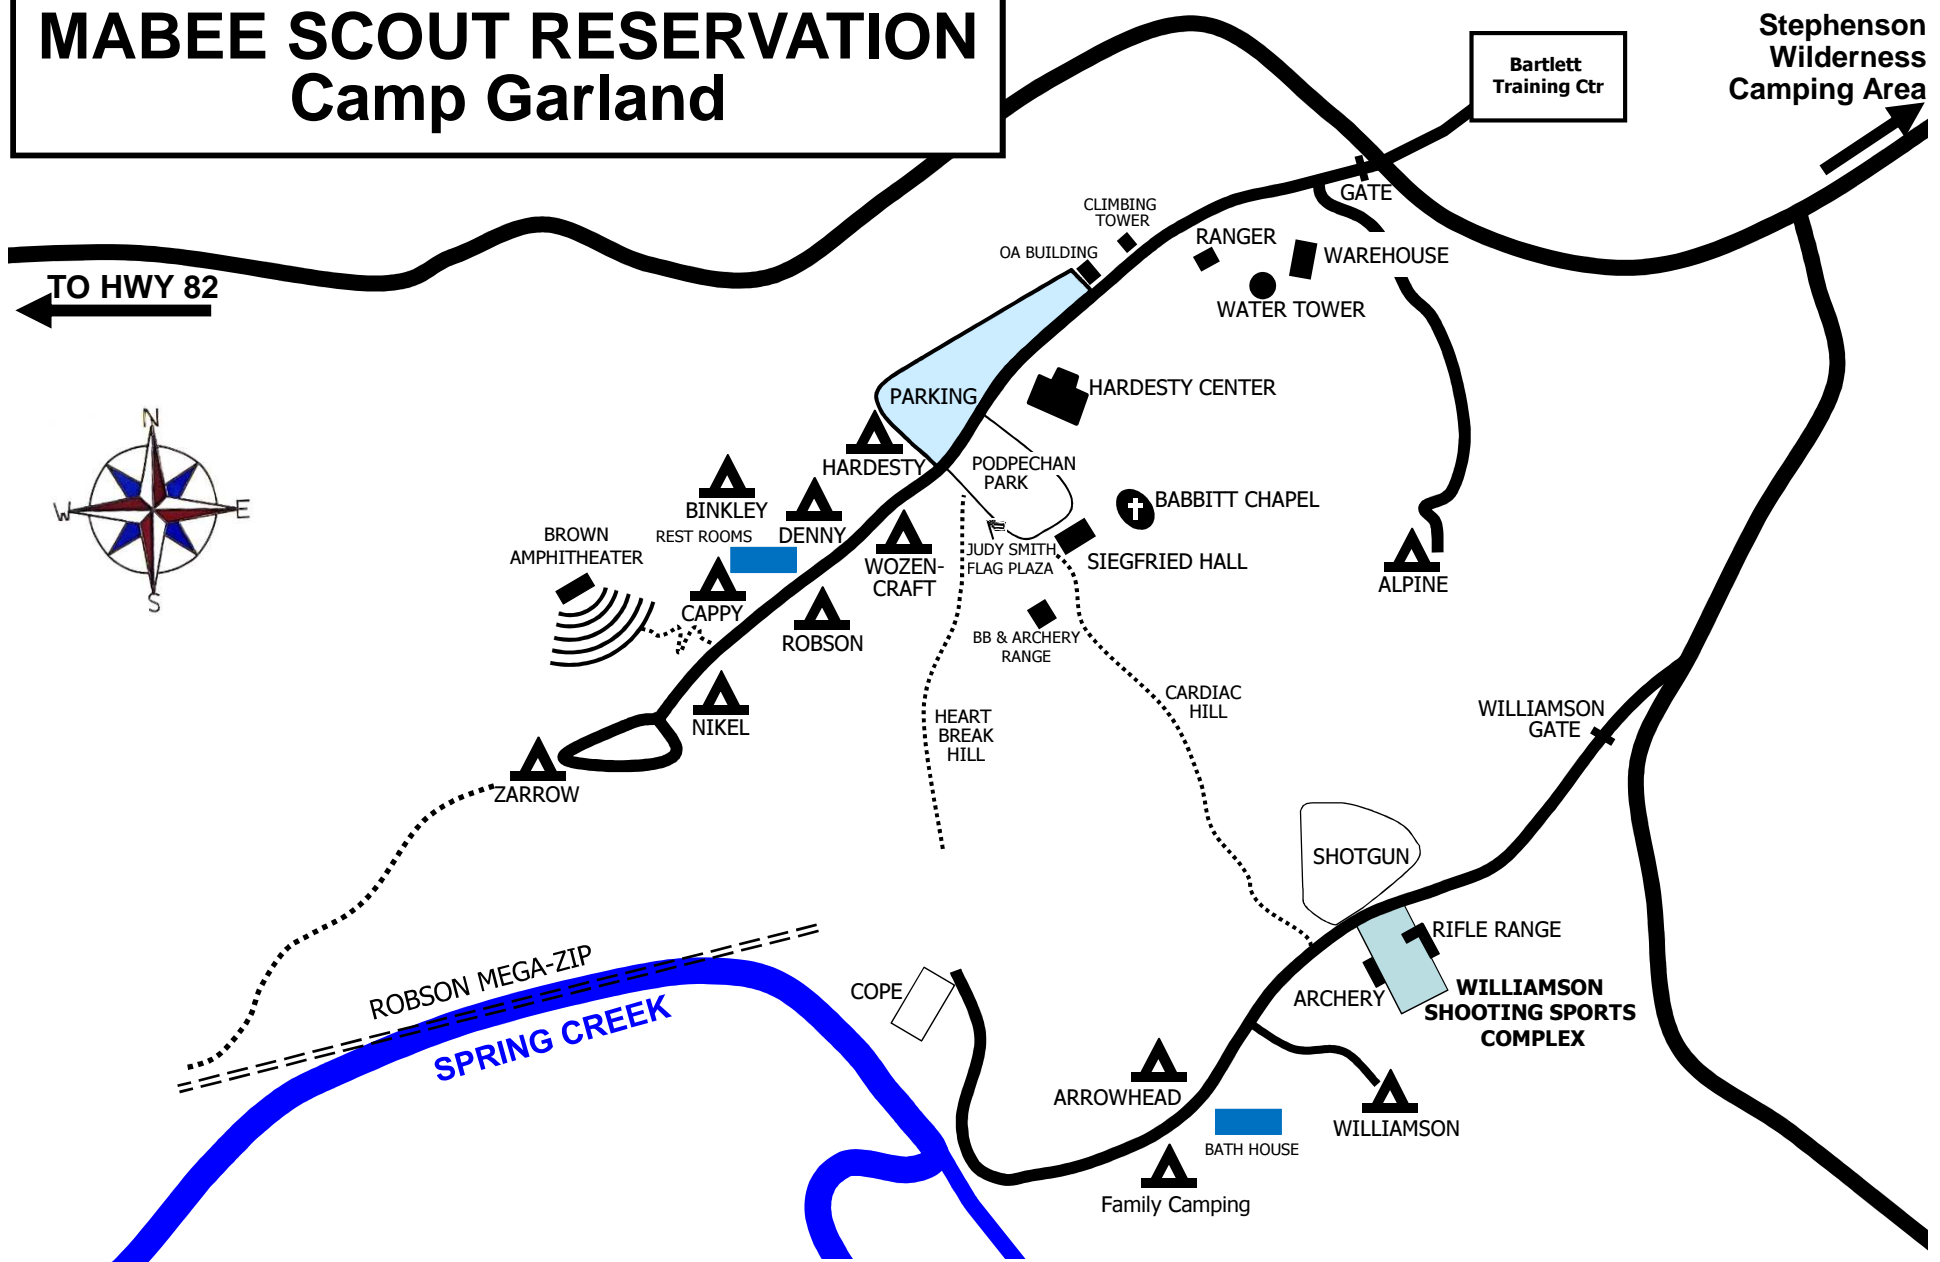 MABEE SCOUT RESERVATION
Camp Garland
Stephenson
Wilderness
Camping Area
Bartlett
Training Ctr
GATE
CLIMBING
TOWER
OA BUILDING
RANGER
WAREHOUSE
WATER TOWER
TO HWY 82
PARKING
HARDESTY CENTER
N
W
E
S
HARDESTY
PODPECHAN
PARK
BINKLEY
DENNY
REST ROOMS
BROWN
AMPHITHEATER
BABBITT CHAPEL
JUDY SMITH
FLAG PLAZA
SIEGFRIED HALL
WOZEN-
CRAFT
ALPINE
CAPPY
ROBSON
BB & ARCHERY
RANGE
CARDIAC
HILL
HEART
BREAK
HILL
NIKEL
WILLIAMSON
GATE
ZARROW
SHOTGUN
RIFLE RANGE
ROBSON MEGA-ZIP
SPRING CREEK
COPE
ARCHERY
WILLIAMSON
SHOOTING SPORTS
COMPLEX
ARROWHEAD
WILLIAMSON
BATH HOUSE
Family Camping